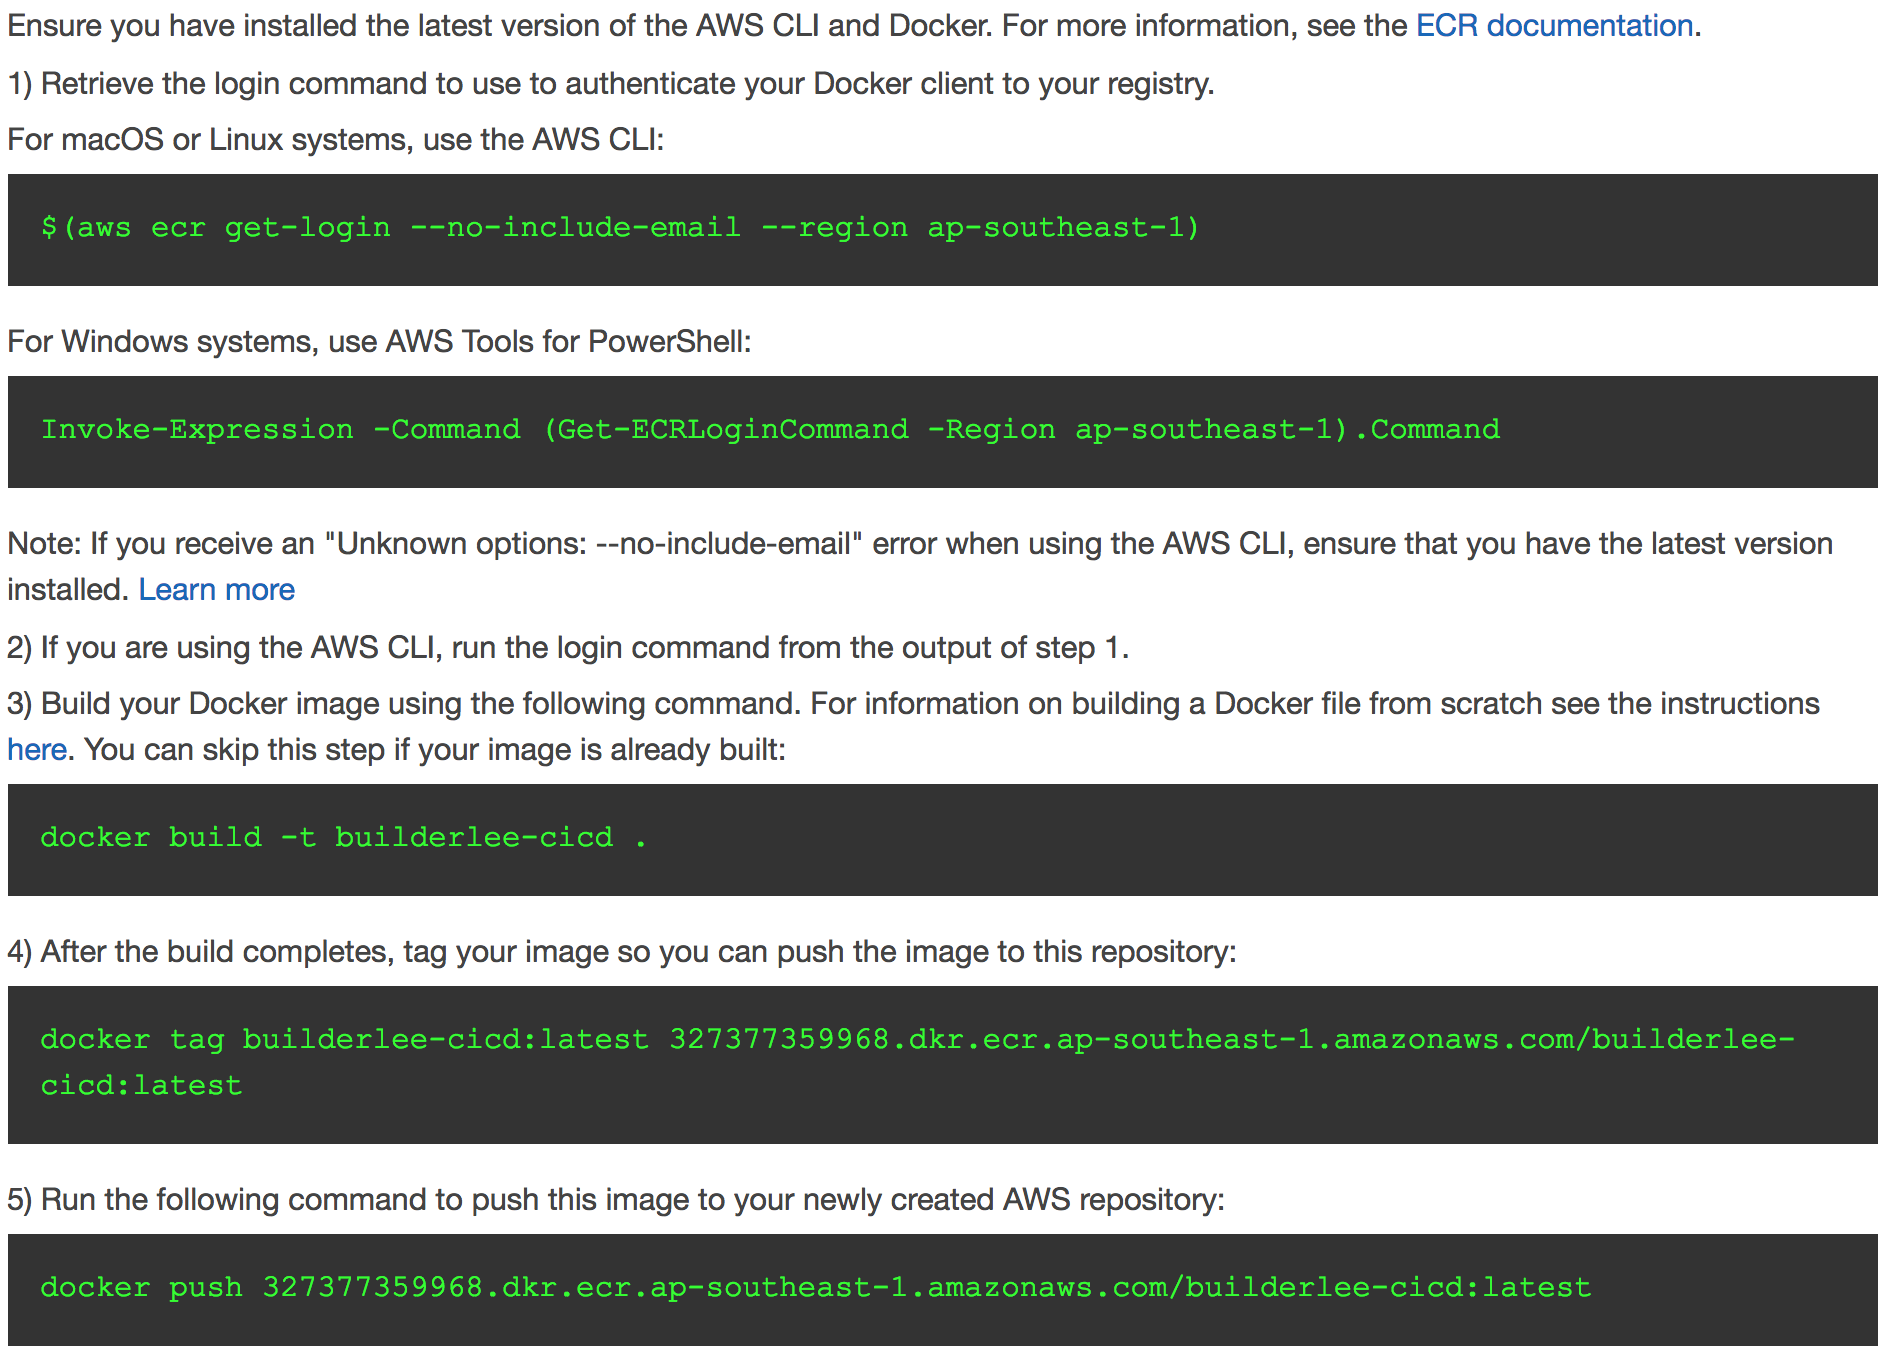 Ensure you have installed the latest version of the AWS CLI and Docker. For more information, see the ECR documentation.
1) Retrieve the login command to use to authenticate your Docker client to your registry.
For macOS or Linux systems, use the AWS CLI:
$(aws ecr get-login --no-include-email --region ap-southeast-1)
For Windows systems, use AWS Tools for PowerShell:
Invoke-Expression -Command (Get-ECRLoginCommand -Region ap-southeast-1).Command
Note: If you receive an "Unknown options: --no-include-email" error when using the AWS CLI, ensure that you have the latest version
installed. Learn more
2) If you are using the AWS CLI, run the login command from the output of step 1.
3) Build your Docker image using the following command. For information on building a Docker file from scratch see the instructions
here. You can skip this step if your image is already built:
docker build -t builderlee-cicd .
4) After the build completes, tag your image so you can push the image to this repository:
docker tag builderlee-cicd:latest 327377359968.dkr.ecr.ap-southeast-1.amazonaws.com/builderlee-
cicd:latest
5) Run the following command to push this image to your newly created AWS repository:
docker push 327377359968.dkr.ecr.ap-southeast-1.amazonaws.com/builderlee-cicd:latest